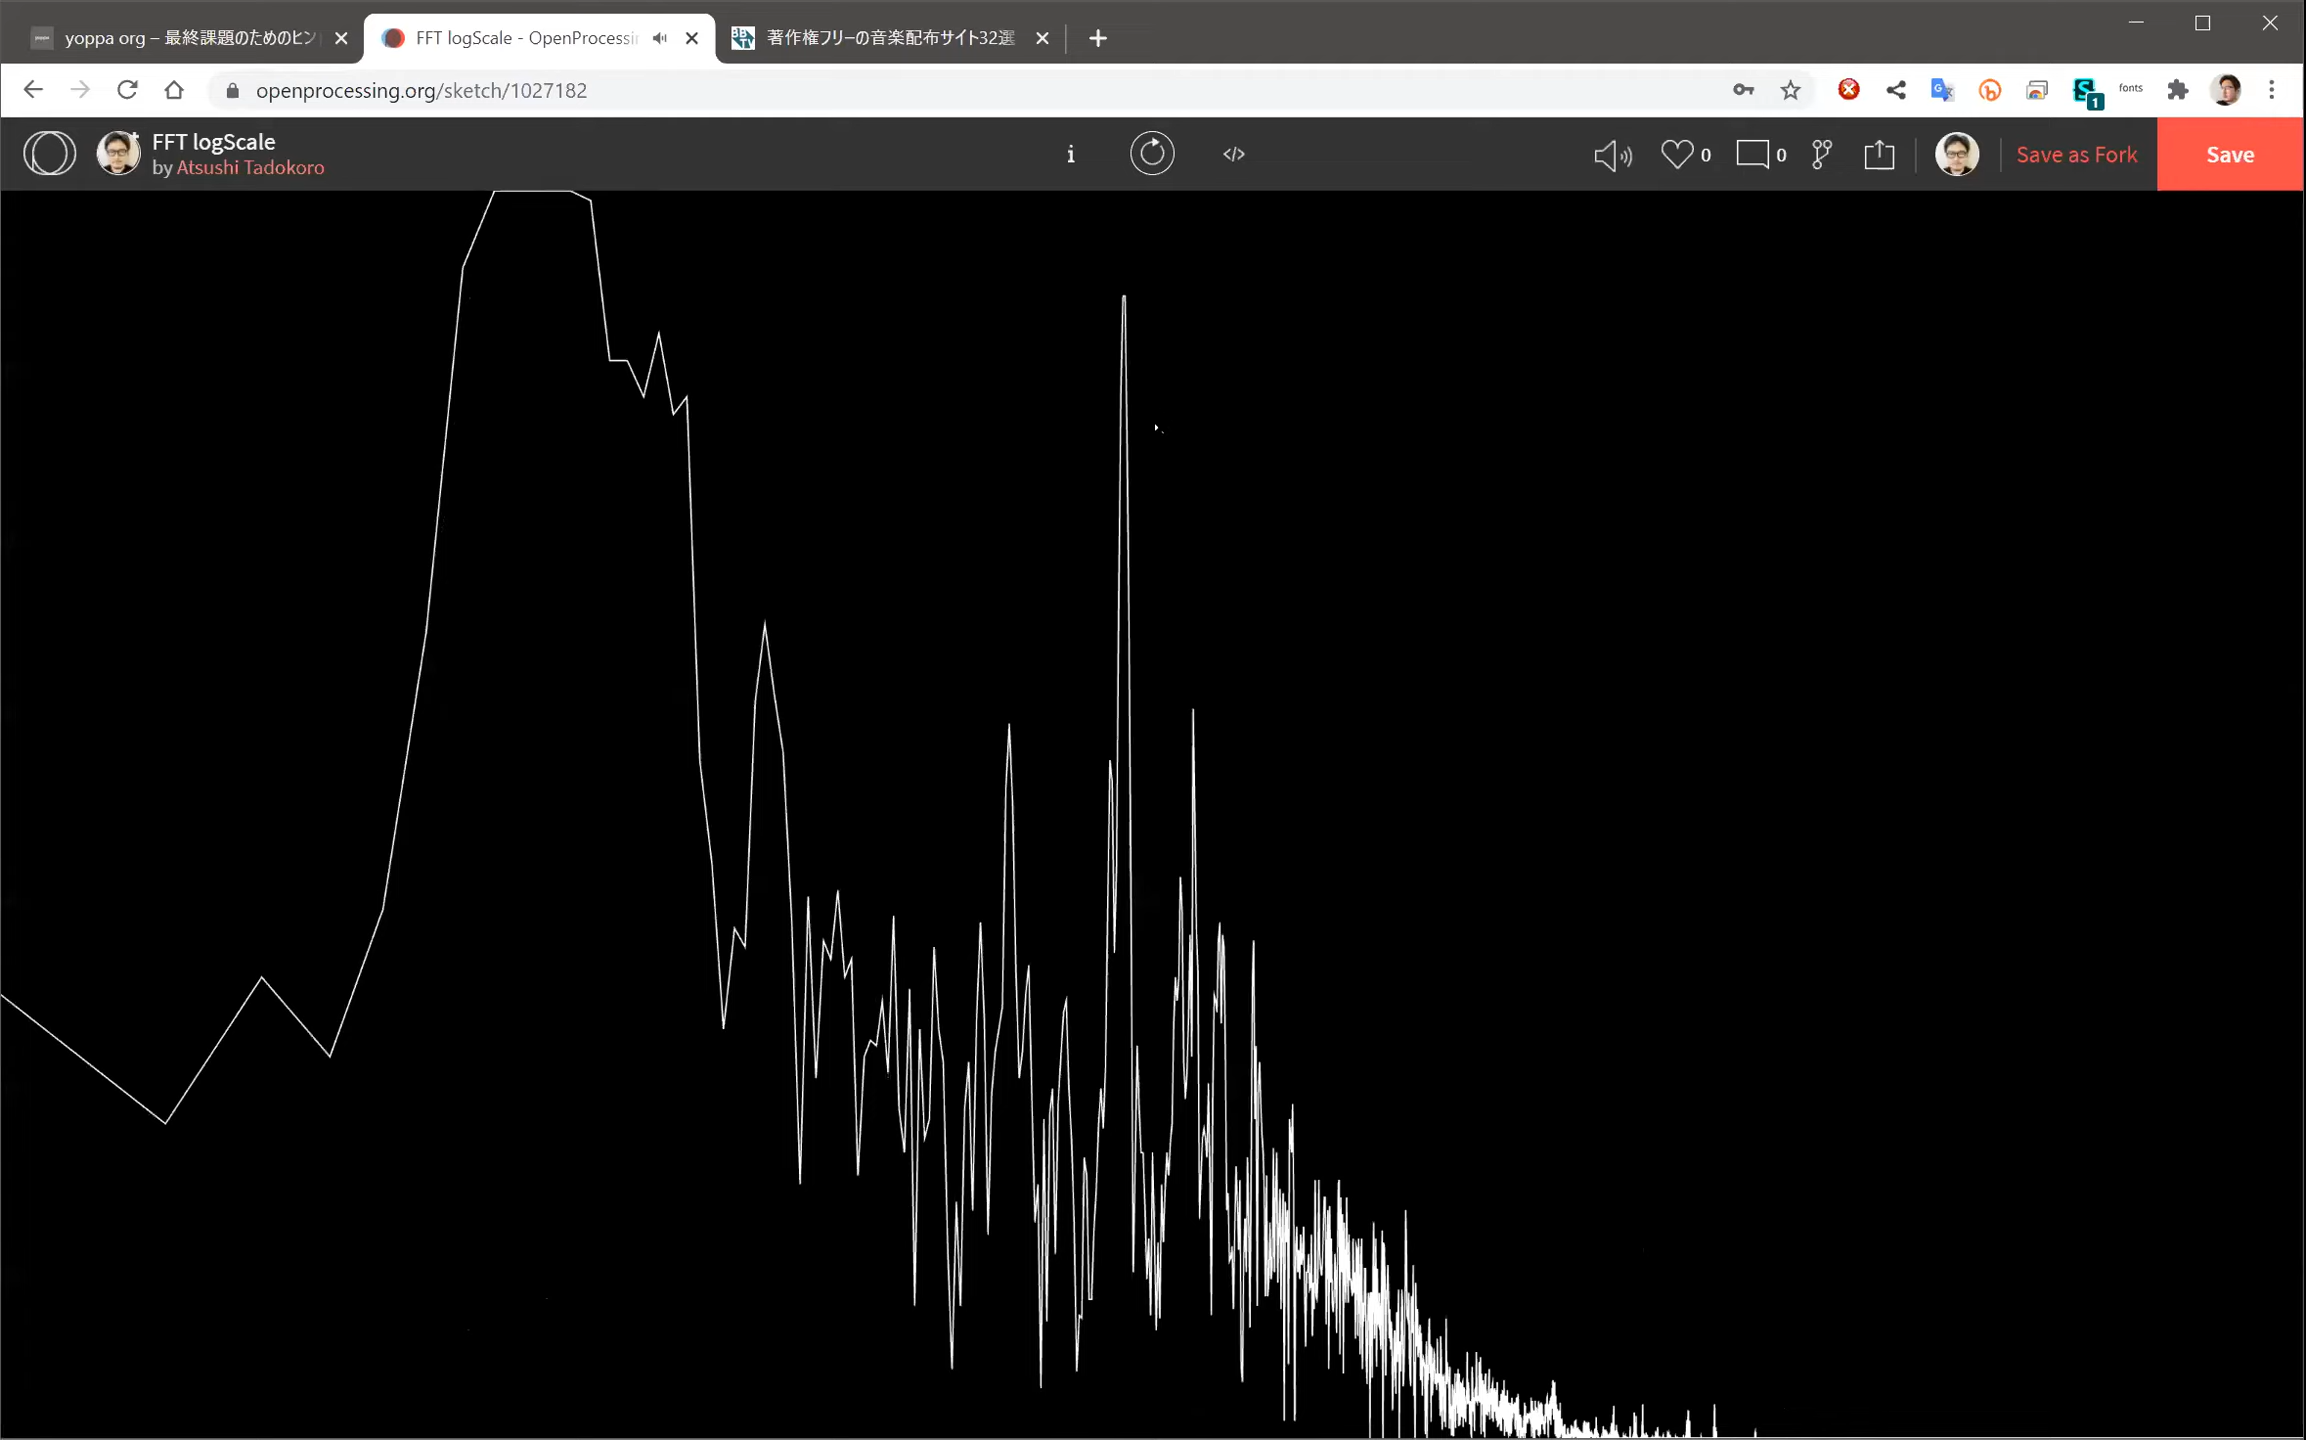 yoppa org – 最終課題のためのヒン
FFT logScale - OpenProcessin
著作権フリーの音楽配布サイト32選
openprocessing.org/sketch/1027182
fonts
1
FFT logScale
by Atsushi Tadokoro
0
0
Save as Fork
Save